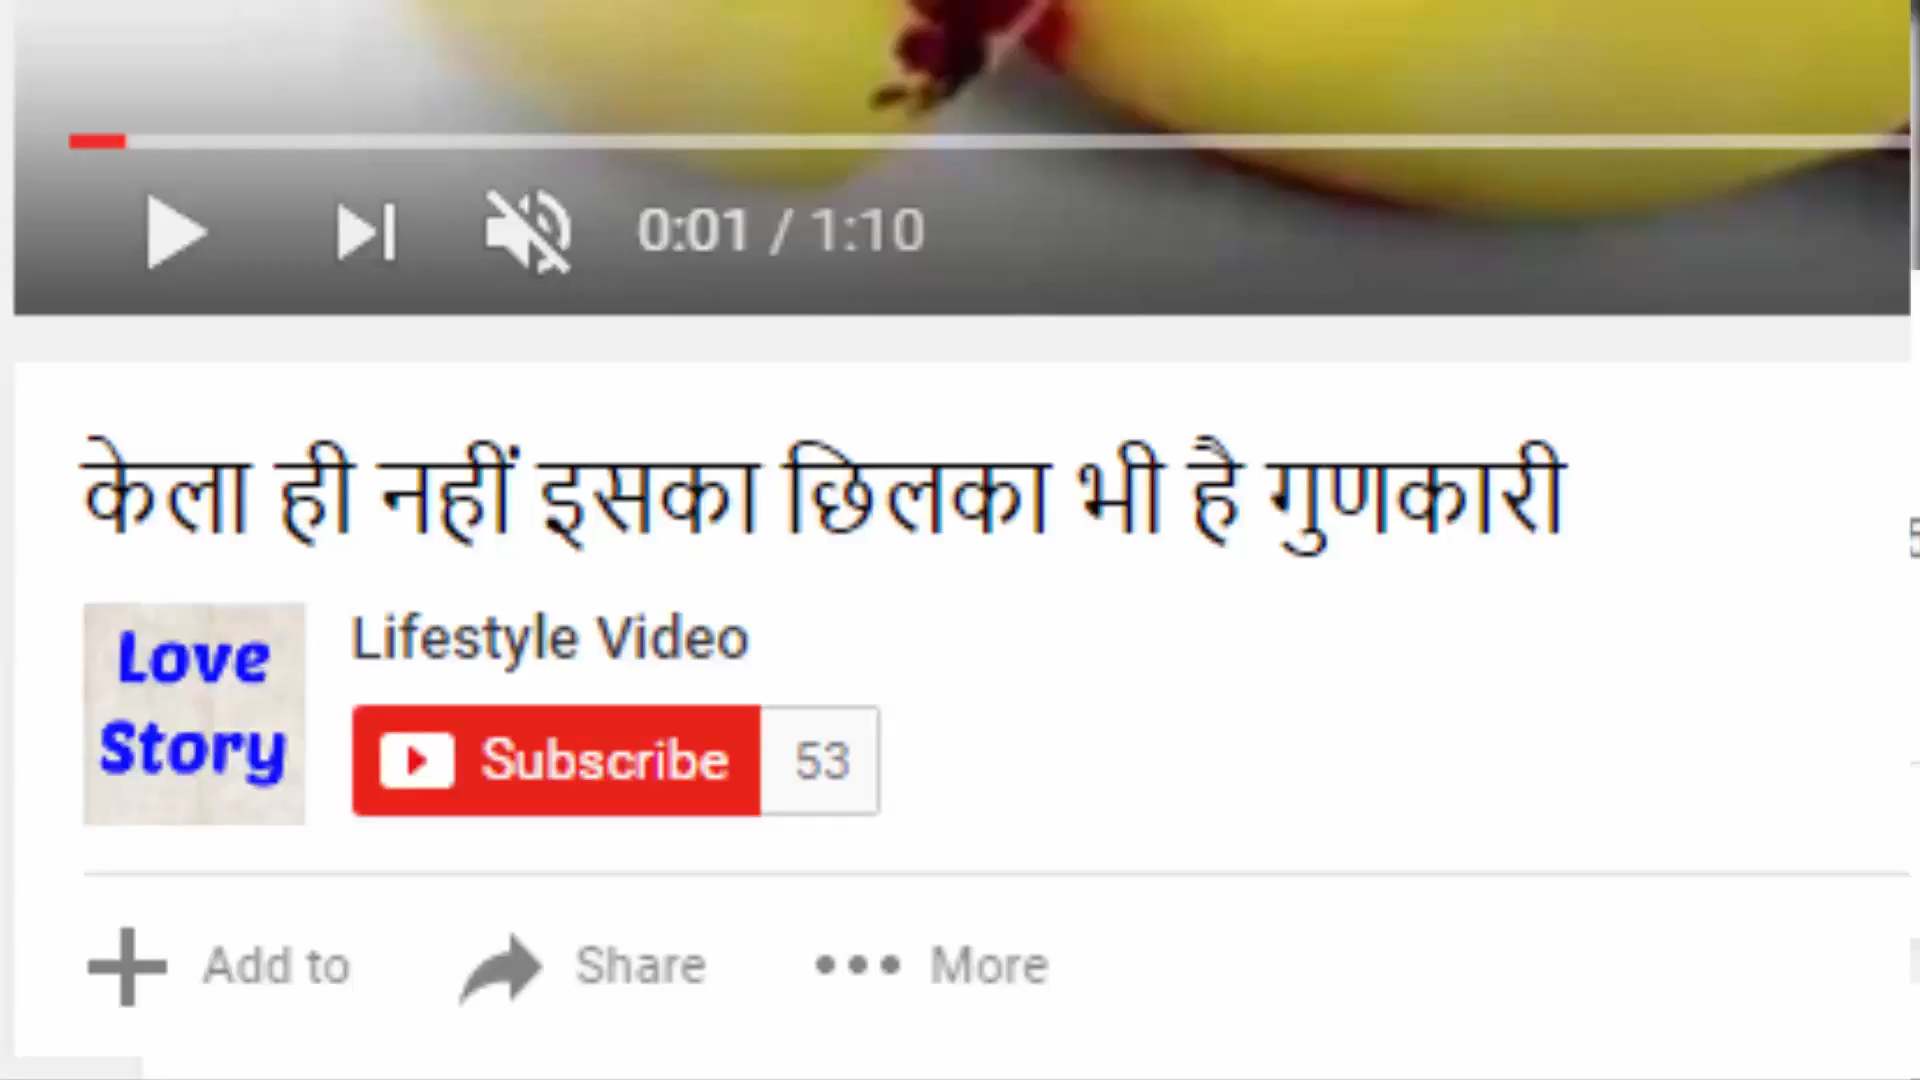 0:01 / 1:10
केला ही नहीं इसका छिलका भी है गुणकारी
Love
Story
Lifestyle Video
Subscribe 53
Add to Share More